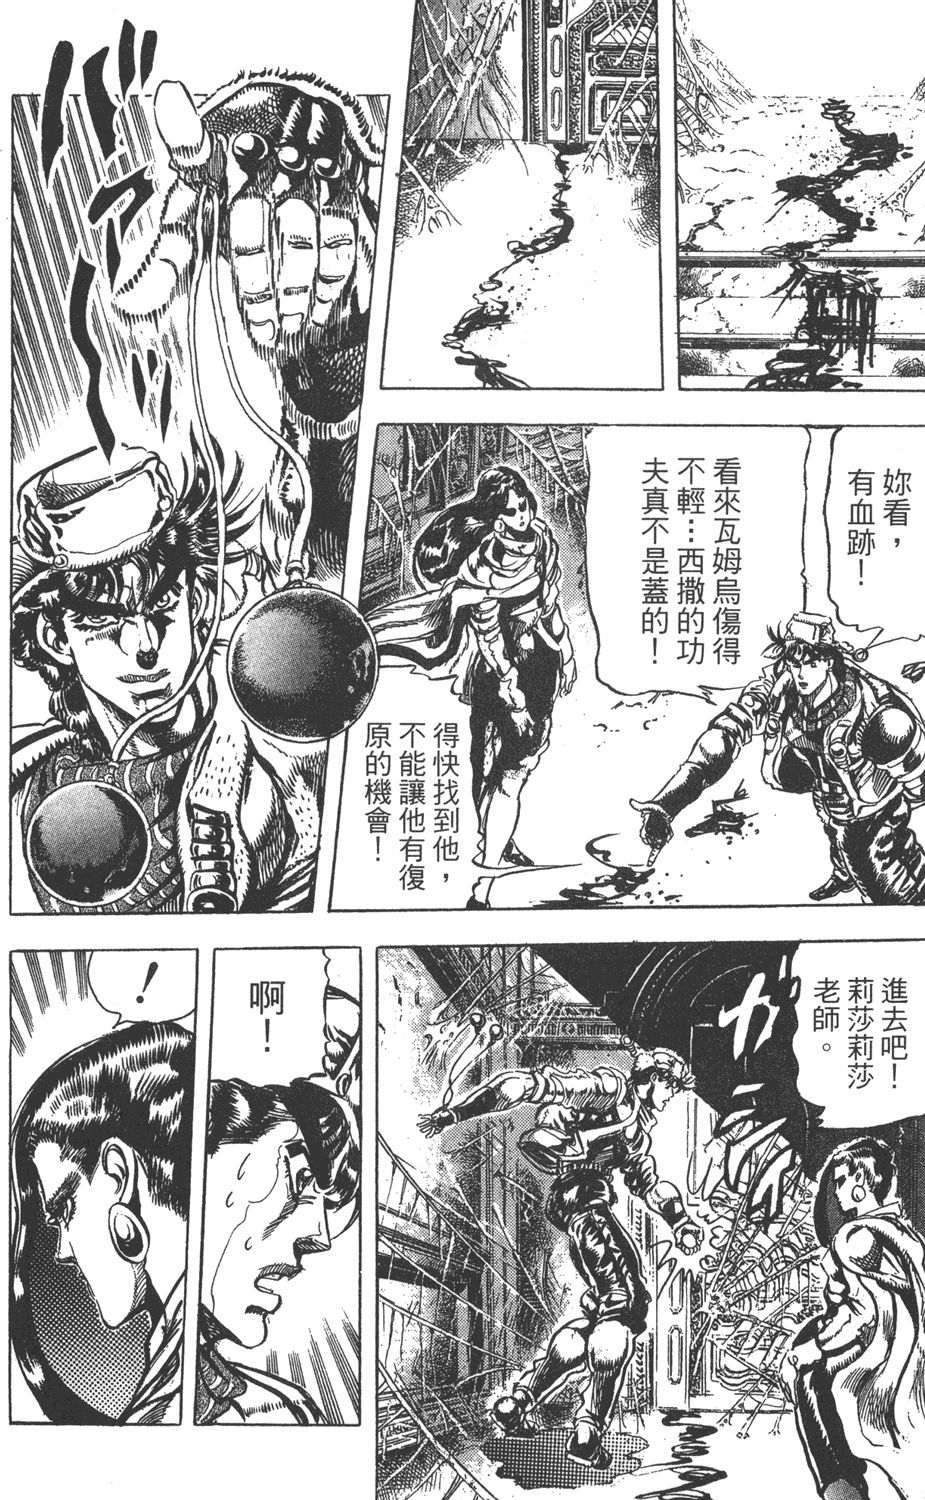 妳看，
有血跡！
看來瓦姆烏傷得
不輕…西撒的功
夫真不是蓋的！
得快找到他，
不能讓他有復
原的機會！
進去吧！
莉莎莉莎
老師。
啊！
！